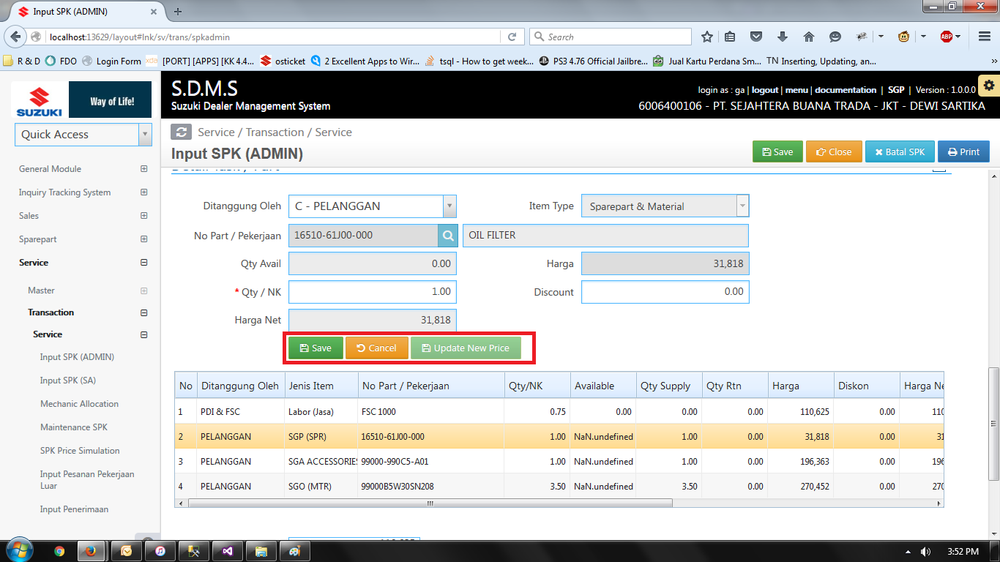 Input SPK (ADMIN)
localhost:13629/layout#lnk/sv/trans/spkadmin
Search
ABP
R & D FDO Login Form xda [PORT] [APPS] [KK 4.4... osticket 2 Excellent Apps to Wir... tsql - How to get week... PS3 4.76 Official Jailbre... Jual Kartu Perdana Sm... TN Inserting, Updating, an...
SUZUKI
Way of Life!
Quick Access
General Module
Inquiry Tracking System
Sales
Sparepart
Service
Master
Transaction
Service
Input SPK (ADMIN)
Input SPK (SA)
Mechanic Allocation
Maintenance SPK
SPK Price Simulation
Input Pesanan Pekerjaan
Luar
Input Penerimaan
S.D.M.S
Suzuki Dealer Management System
login as : ga | logout | menu | documentation | SGP | Version : 1.0.0.0
6006400106 - PT. SEJAHTERA BUANA TRADA - JKT - DEWI SARTIKA
Service / Transaction / Service
Input SPK (ADMIN)
Save Close Batal SPK Print
Ditanggung Oleh C - PELANGGAN Item Type Sparepart & Material
No Part / Pekerjaan 16510-61J00-000 OIL FILTER
Qty Avail 0.00 Harga 31,818
* Qty / NK 1.00 Discount 0.00
Harga Net 31,818
Save Cancel Update New Price
No Ditanggung Oleh Jenis Item No Part / Pekerjaan Qty/NK Available Qty Supply Qty Rtn Harga Diskon Harga Ne
1 PDI & FSC Labor (Jasa) FSC 1000 0.75 0.00 0.00 0.00 110,625 0.00 110
2 PELANGGAN SGP (SPR) 16510-61J00-000 1.00 NaN.undefined 1.00 0.00 31,818 0.00 31
3 PELANGGAN SGA ACCESSORIES 99000-990C5-A01 1.00 NaN.undefined 1.00 0.00 196,363 0.00 196
4 PELANGGAN SGO (MTR) 99000B5W30SN208 3.50 NaN.undefined 3.50 0.00 270,452 0.00 270
3:52 PM